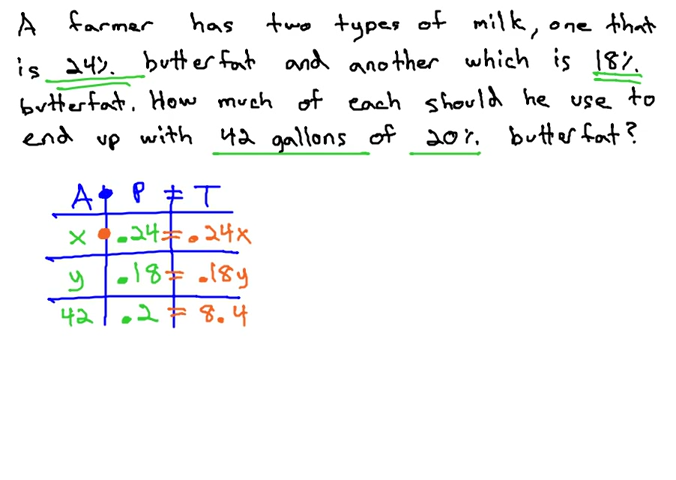 A farmer has two types of milk, one that
is 24% butterfat and another which is 18%
butterfat. How much of each should he use to
end up with 42 gallons of 20% butterfat?
A • P = T
x • .24 = .24x
y .18 = .18y
42 .2 = 8.4